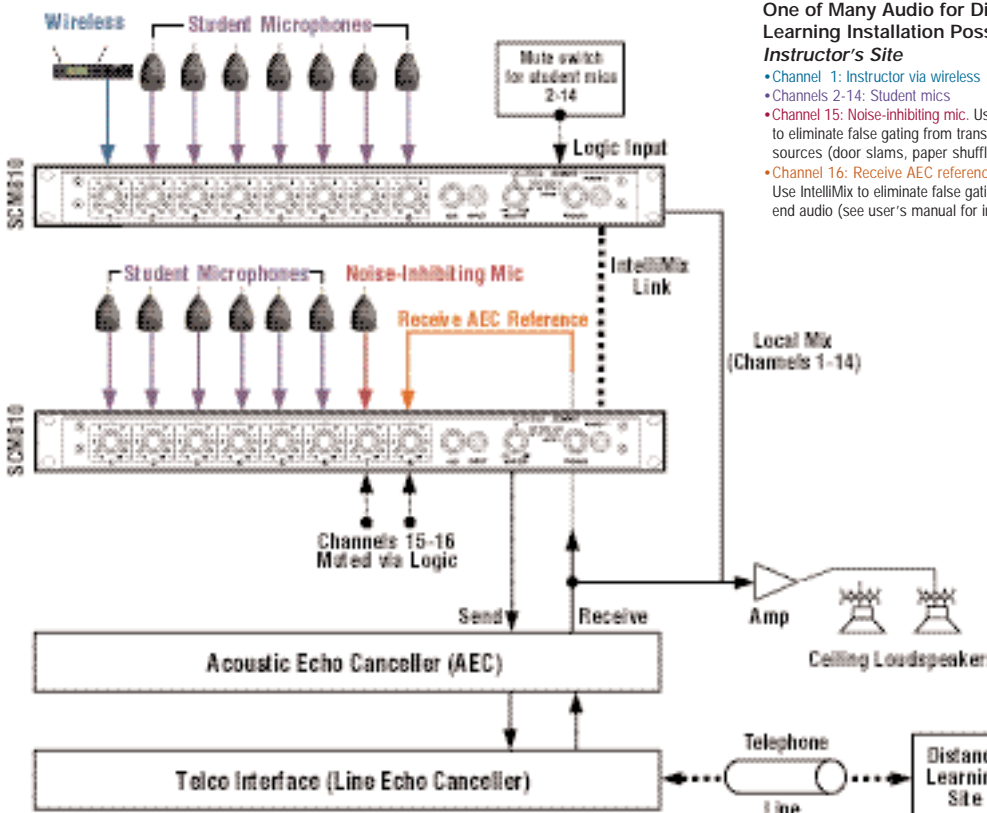 One of Many Audio for Di
Learning Installation Poss
Instructor's Site
•Channel 1: Instructor via wireless
•Channels 2-14: Student mics
•Channel 15: Noise-inhibiting mic. Us
to eliminate false gating from trans
sources (door slams, paper shuffl
•Channel 16: Receive AEC referenc
Use IntelliMix to eliminate false gati
end audio (see user's manual for i
Wireless
Student Microphones
Mute switch
for student mics
2-14
Logic Input
SCM810
IntelliMix
Link
Student Microphones
Noise-Inhibiting Mic
Receive AEC Reference
Local Mix
(Channels 1-14)
SCM810
Channels 15-16
Muted via Logic
Send
Receive
Amp
Ceiling Loudspeaker
Acoustic Echo Canceller (AEC)
Telco Interface (Line Echo Canceller)
Telephone
Line
Distanc
Learnin
Site